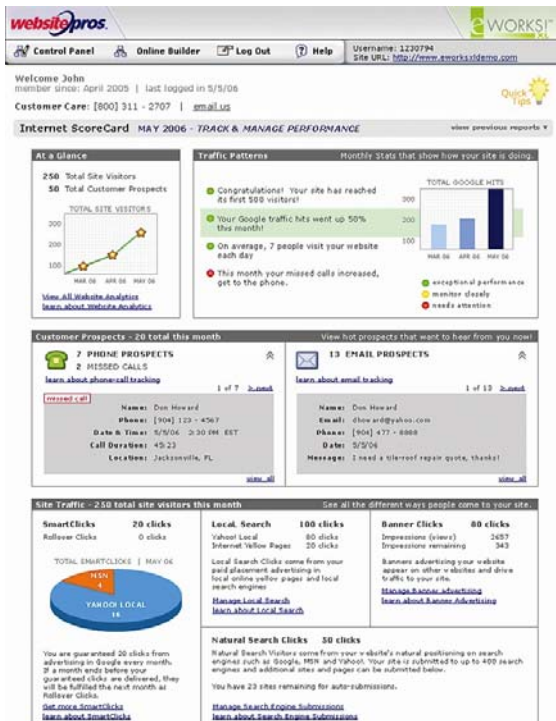 website pros.
eWORKS! XL
Control Panel
Online Builder
Log Out
Help
Username: 1230794
Site URL: http://www.eworksxldemo.com
Welcome John
member since: April 2005 | last logged in 5/5/06
Quick Tips
Customer Care: [800] 311 - 2707 | email us
Internet ScoreCard MAY 2006 - TRACK & MANAGE PERFORMANCE
view previous reports
At a Glance
250 Total Site Visitors
50 Total Customer Prospects
TOTAL SITE VISITORS
300
200
100
MAR 06 APR 06 MAY 06
View All Website Analytics
learn about Website Analytics
Traffic Patterns
Monthly Stats that show how your site is doing.
Congratulations! Your site has reached
its first 500 visitors!
Your Google traffic hits went up 50%
this month!
On average, 7 people visit your website
each day
This month your missed calls increased,
get to the phone.
TOTAL GOOGLE HITS
300
200
100
MAR 06 APR 06 MAY 06
exceptional performance
monitor closely
needs attention
Customer Prospects - 20 total this month
View hot prospects that want to hear from you now!
7 PHONE PROSPECTS
2 MISSED CALLS
learn about phone-call tracking
1 of 7 > next
missed call
Name: Don Howard
Phone: [904] 123 - 4567
Date & Time: 5/5/06 2:30 PM EST
Call Duration: 45:23
Location: Jacksonville, FL
view all
13 EMAIL PROSPECTS
learn about email tracking
1 of 13 > next
Name: Don Howard
Email: dhoward@yahoo.com
Phone: [904] 477 - 8888
Date: 5/5/06
Message: I need a tile-roof repair quote, thanks!
view all
Site Traffic - 250 total site visitors this month
See all the different ways people come to your site.
SmartClicks 20 clicks
Rollover Clicks 0 clicks
TOTAL SMARTCLICKS | MAY 06
MSN
4
YAHOO! LOCAL
16
You are guaranteed 20 clicks from
advertising in Google every month.
If a month ends before your
guaranteed clicks are delivered, they
will be fulfilled the next month as
Rollover Clicks.
Get more SmartClicks
learn about SmartClicks
Local Search 100 clicks
Yahoo! Local 80 clicks
Internet Yellow Pages 20 clicks
Local Search Clicks come from your
paid placement advertising in
local online yellow pages and local
search engines
Manage Local Search
learn about Local Search
Banner Clicks 80 clicks
Impressions (views) 2657
Impressions remaining 343
Banners advertising your website
appear on other websites and drive
traffic to your site.
Manage Banner advertising
learn about Banner Advertising
Natural Search Clicks 50 clicks
Natural Search Visitors come from your website's natural positioning on search
engines such as Google, MSN and Yahoo!. Your site is submitted to up to 400 search
engines and additional sites and pages can be submitted below.
You have 23 sites remaining for auto-submissions.
Manage Search Engine Submissions
learn about Search Engine Submissions